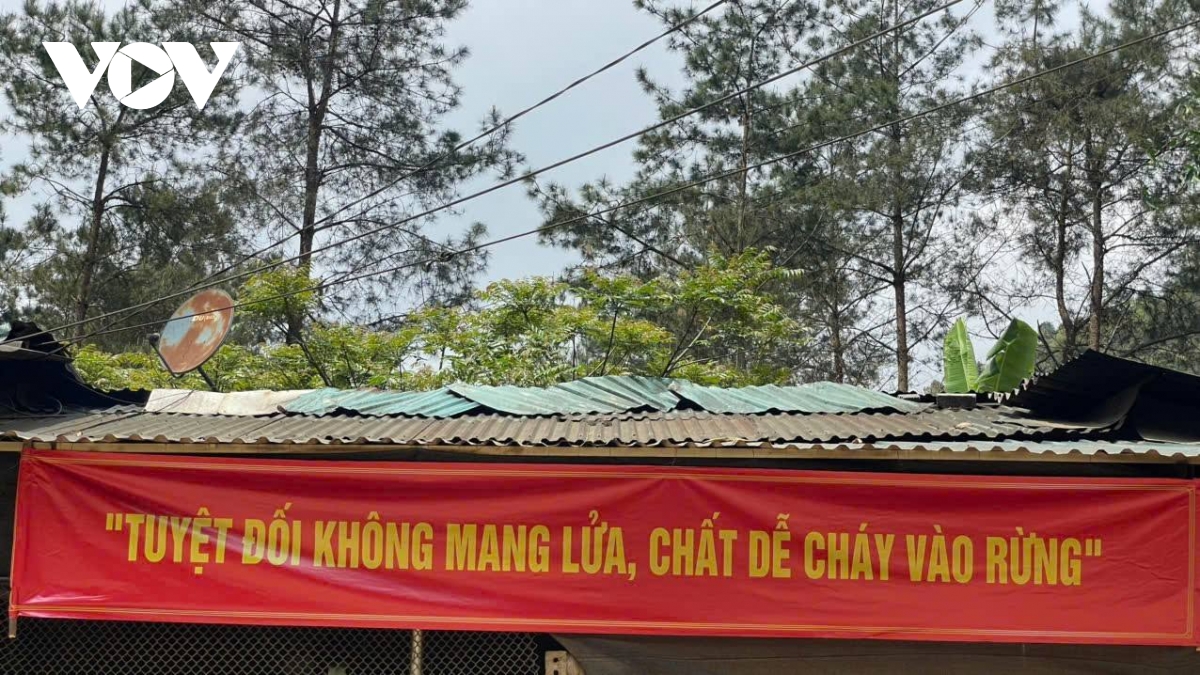 VOV
"TUYỆT ĐỐI KHÔNG MANG LỬA, CHẤT DỄ CHÁY VÀO RỪNG"